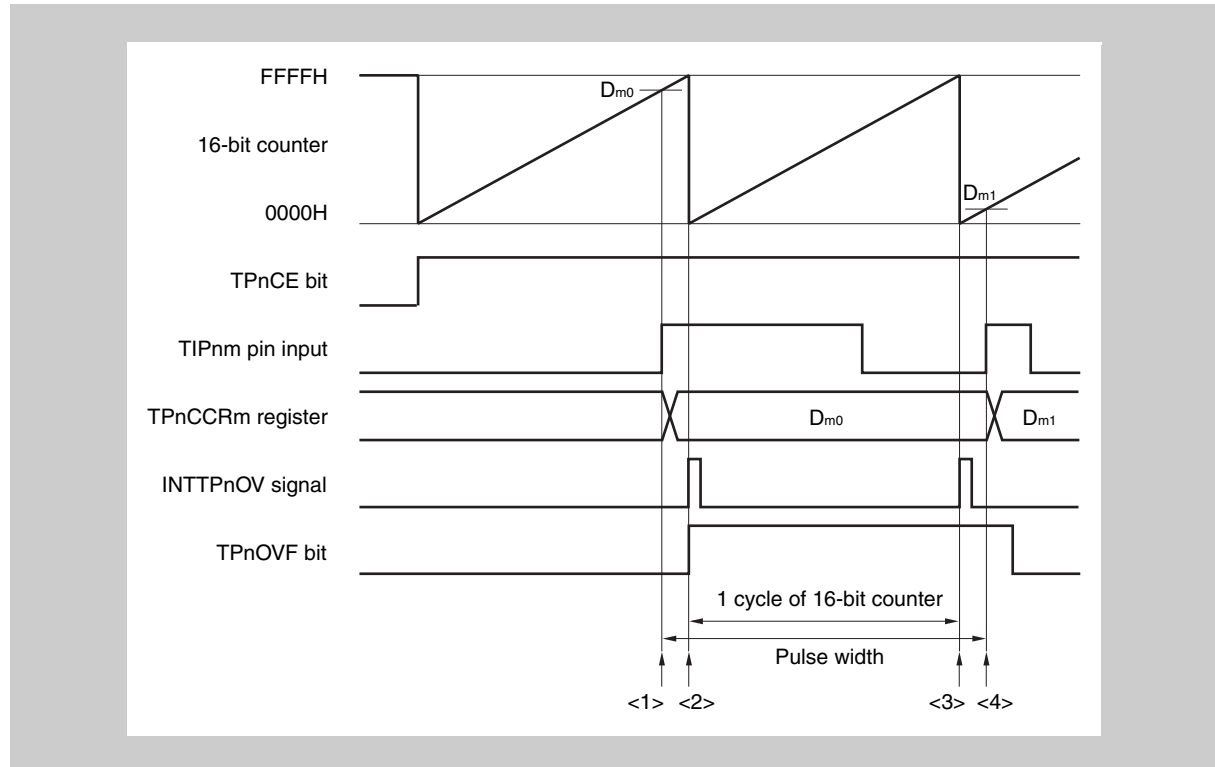 FFFFH
Dm0
16-bit counter
Dm1
0000H
TPnCE bit
TIPnm pin input
TPnCCRm register
Dm0
Dm1
INTTPnOV signal
TPnOVF bit
1 cycle of 16-bit counter
Pulse width
<1> <2> <3> <4>